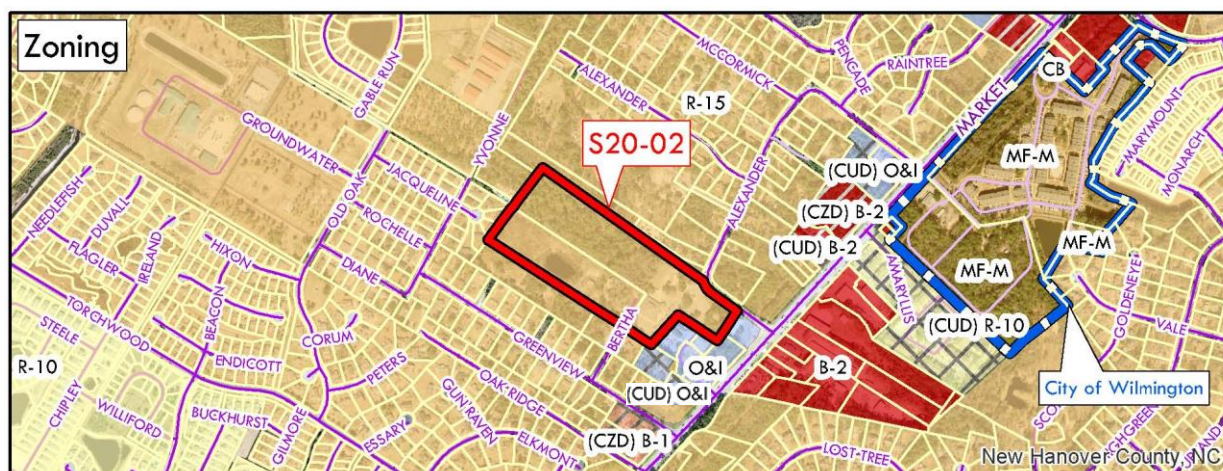 Zoning
MCCORMICK
PENGADE
RAINTREE
CB
ALEXANDER
R-15
GABLE RUN
YVONNE
S20-02
MARKET
MARYMOUNT
MONARCH
GROUNDWATER
JACQUELINE
ALEXANDER
(CUD) O&I
MF-M
NEEDLEFISH
DUVALL
OLD OAK
ROCHELLE
(CZD) B-2
FLAGLER
IRELAND
HIXON
DIANE
(CUD) B-2
AMARYLLIS
MF-M
MF-M
GOLDENEYE
TORCHWOOD
BEACON
CORUM
BERTHA
(CUD) R-10
VALE
STEELE
ENDICOTT
PETERS
GREENVIEW
O&I
B-2
R-10
CHIPLEY
WILLIFORD
OAK RIDGE
(CUD) O&I
City of Wilmington
BUCKHURST
GILMORE
ESSARY
GUN RAVEN
ELKMONT
(CZD) B-1
LOST-TREE
New Hanover County, NC